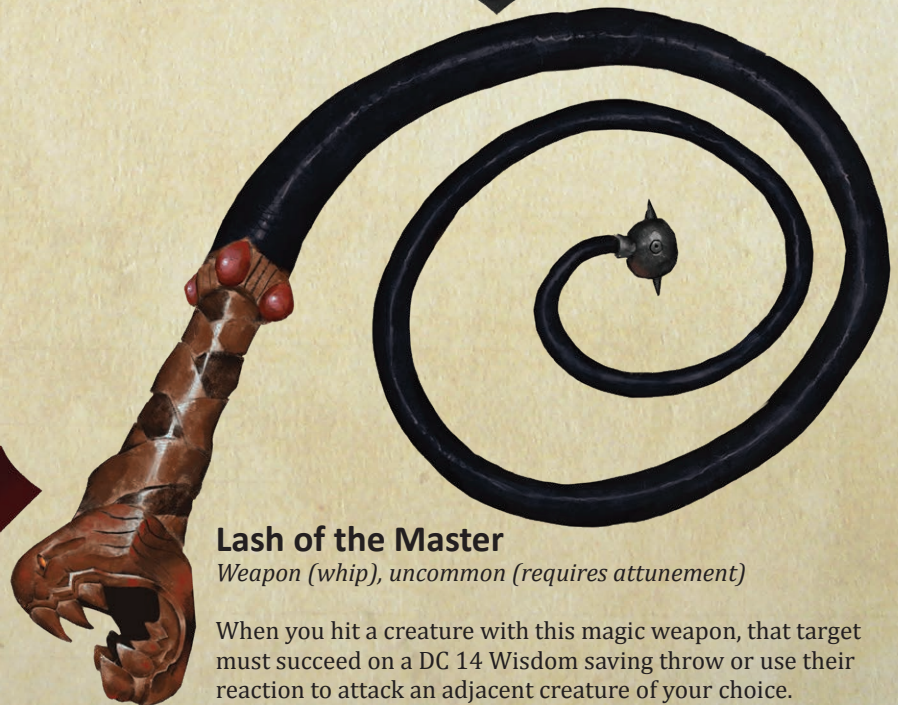 Lash of the Master
Weapon (whip), uncommon (requires attunement)
When you hit a creature with this magic weapon, that target
must succeed on a DC 14 Wisdom saving throw or use their
reaction to attack an adjacent creature of your choice.